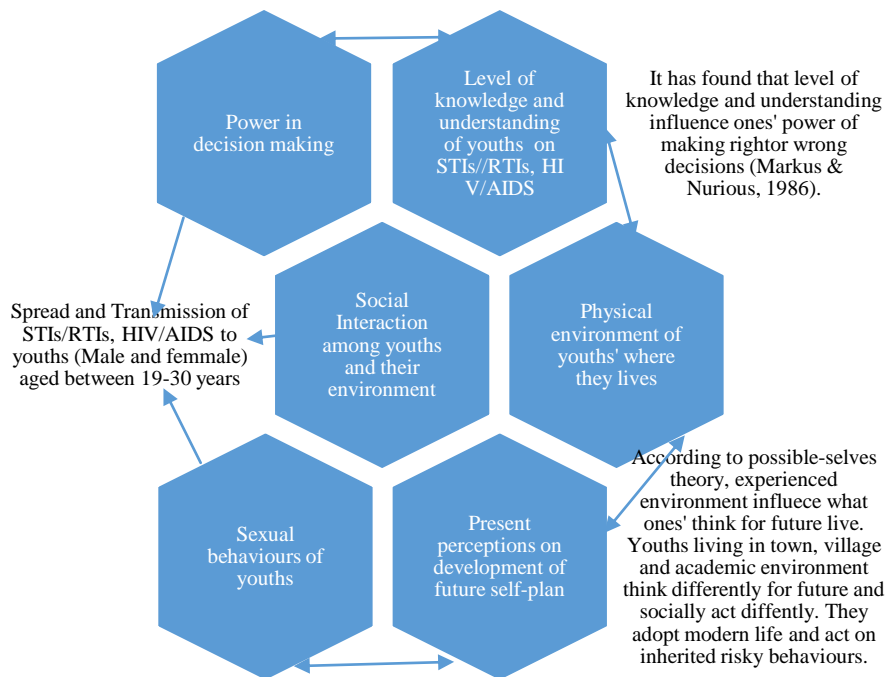 Power in
decision making
Level of
knowledge and
understanding
of youths on
STIs//RTIs, HI
V/AIDS
It has found that level of
knowledge and understanding
influence ones' power of
making rightor wrong
decisions (Markus &
Nurious, 1986).
Spread and Transmission of
STIs/RTIs, HIV/AIDS to
youths (Male and femmale)
aged between 19-30 years
Social
Interaction
among youths
and their
environment
Physical
environment of
youths' where
they lives
Sexual
behaviours of
youths
Present
perceptions on
development of
future self-plan
According to possible-selves
theory, experienced
environment influece what
ones' think for future live.
Youths living in town, village
and academic environment
think differently for future and
socially act diffently. They
adopt modern life and act on
inherited risky behaviours.